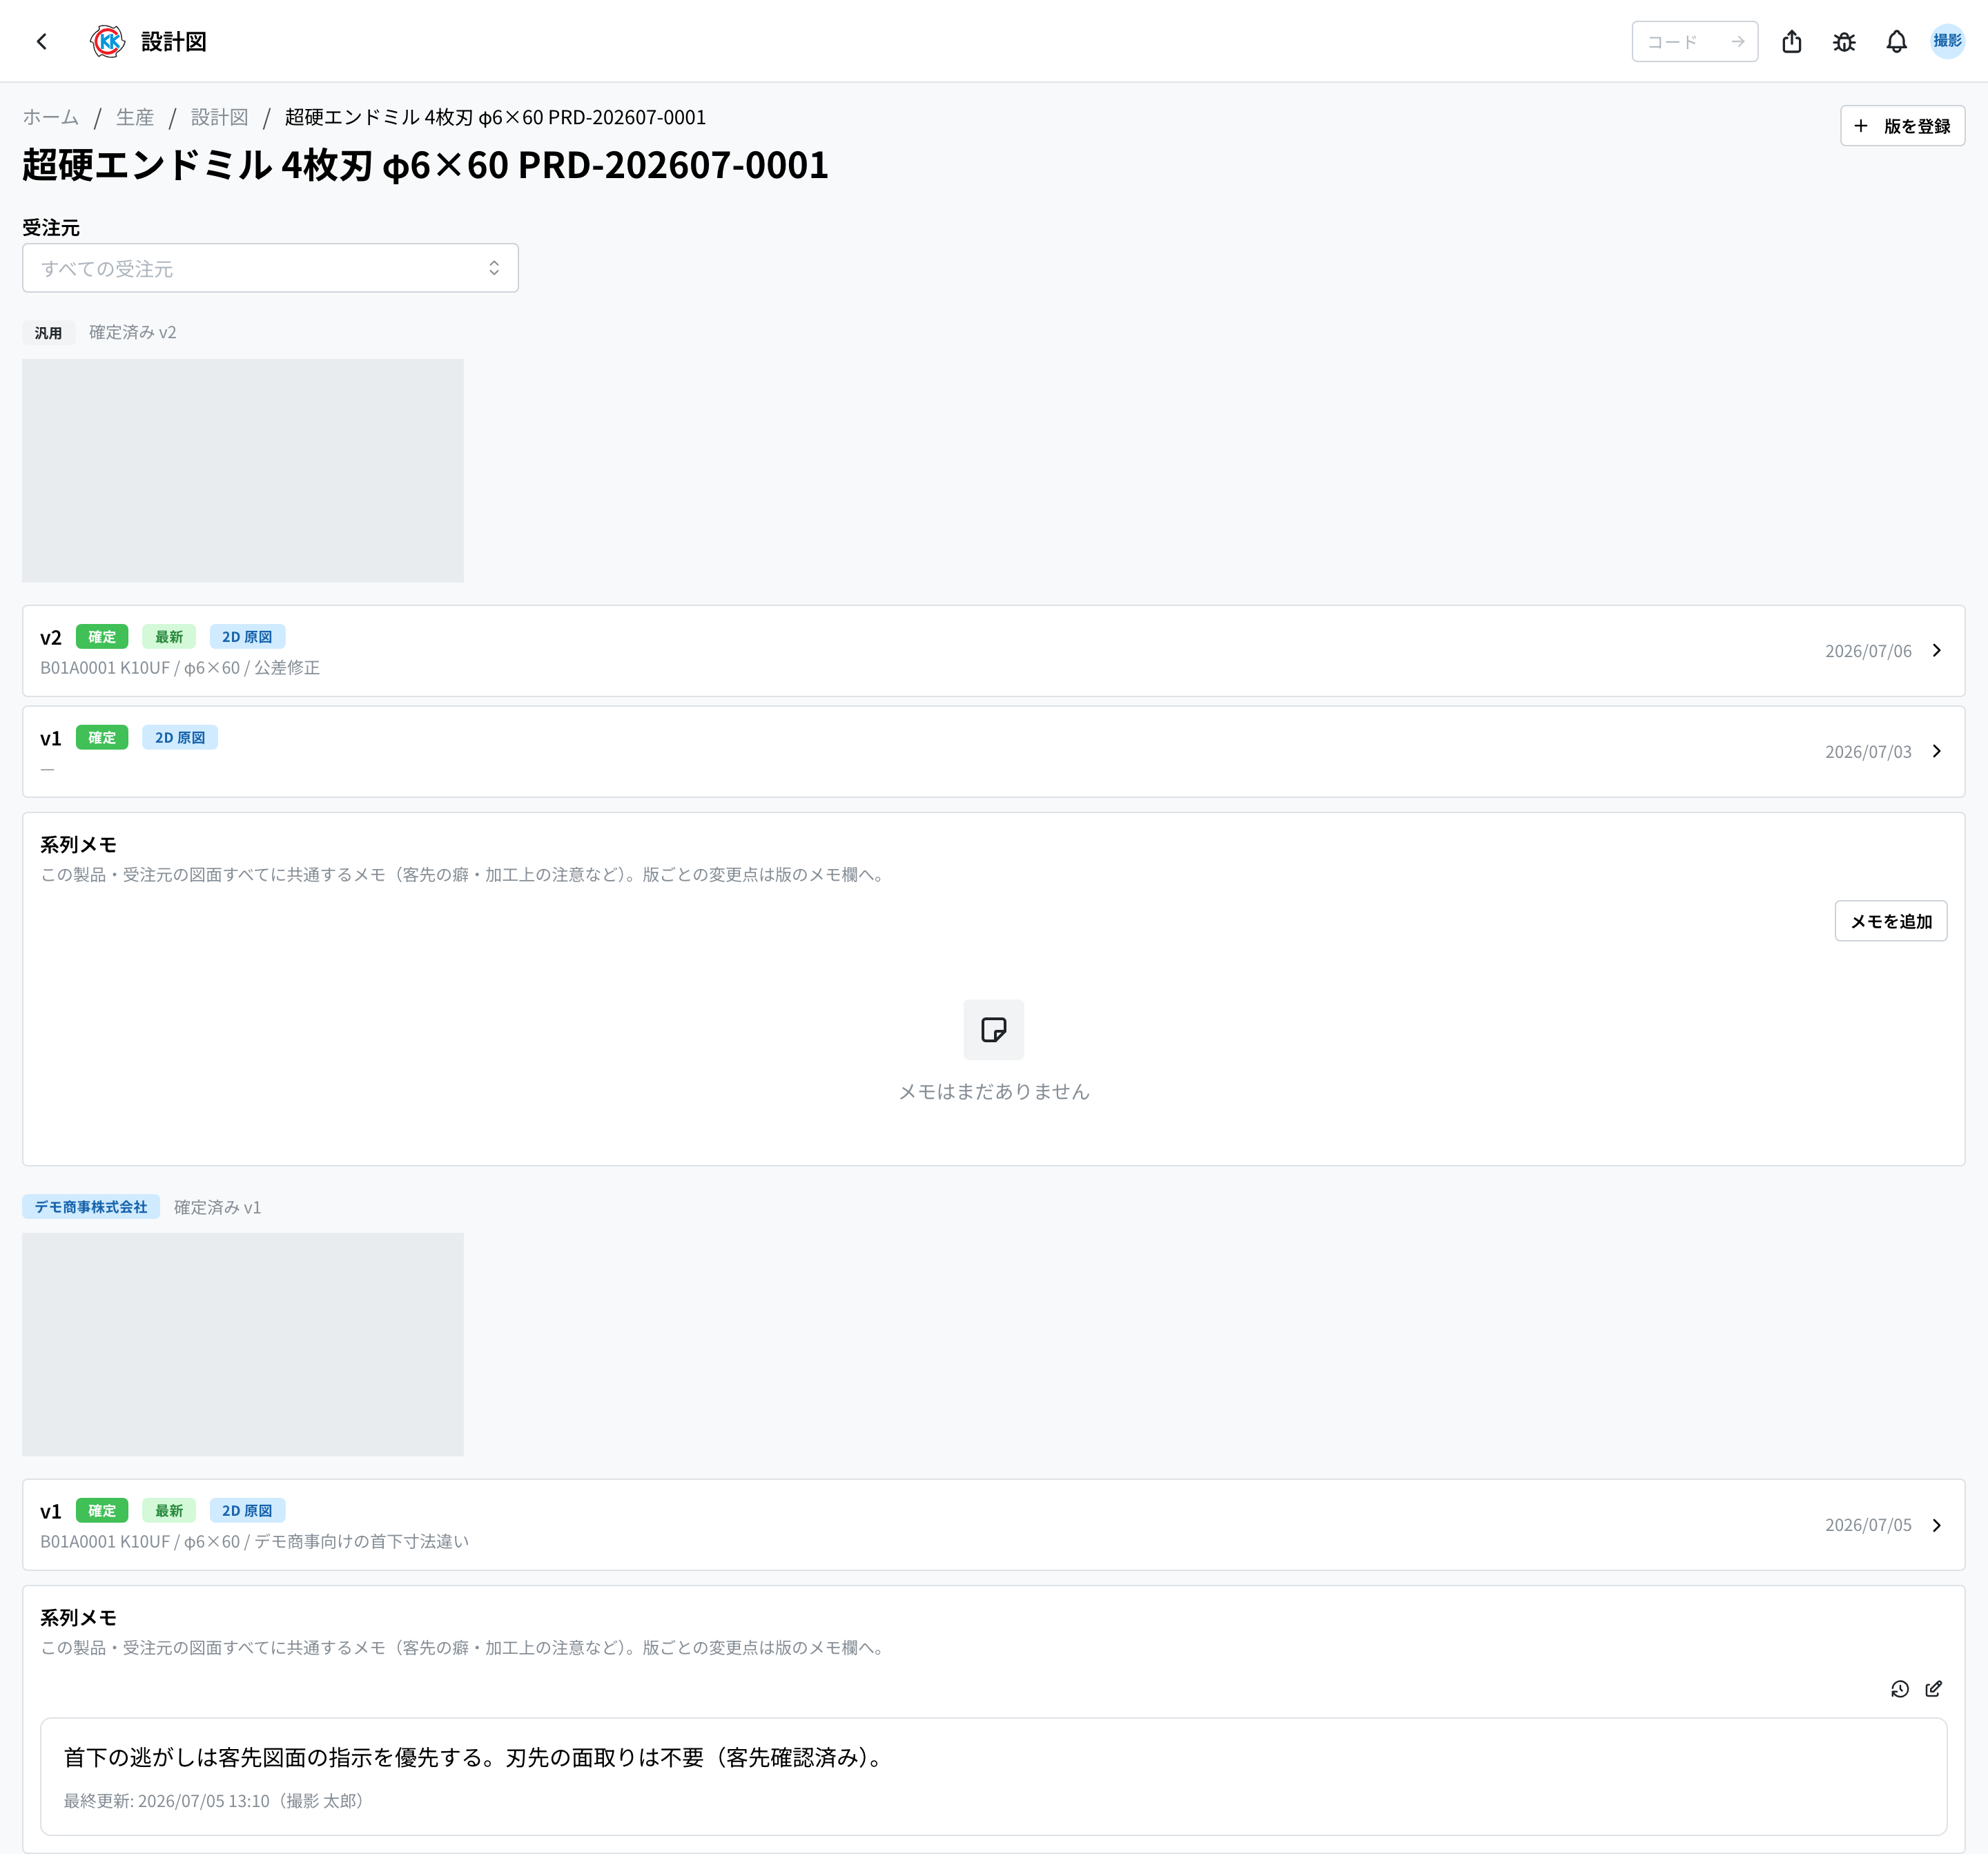 KK 設計図 コード 撮影
ホーム / 生産 / 設計図 / 超硬エンドミル 4枚刃 φ6×60 PRD-202607-0001
版を登録
超硬エンドミル 4枚刃 φ6×60 PRD-202607-0001
受注元
すべての受注元
汎用 確定済み v2
v2 確定 最新 2D 原図
B01A0001 K10UF / φ6×60 / 公差修正
2026/07/06
v1 確定 2D 原図
—
2026/07/03
系列メモ
この製品・受注元の図面すべてに共通するメモ（客先の癖・加工上の注意など）。版ごとの変更点は版のメモ欄へ。
メモを追加
メモはまだありません
デモ商事株式会社 確定済み v1
v1 確定 最新 2D 原図
B01A0001 K10UF / φ6×60 / デモ商事向けの首下寸法違い
2026/07/05
系列メモ
この製品・受注元の図面すべてに共通するメモ（客先の癖・加工上の注意など）。版ごとの変更点は版のメモ欄へ。
首下の逃がしは客先図面の指示を優先する。刃先の面取りは不要（客先確認済み）。
最終更新: 2026/07/05 13:10（撮影 太郎）